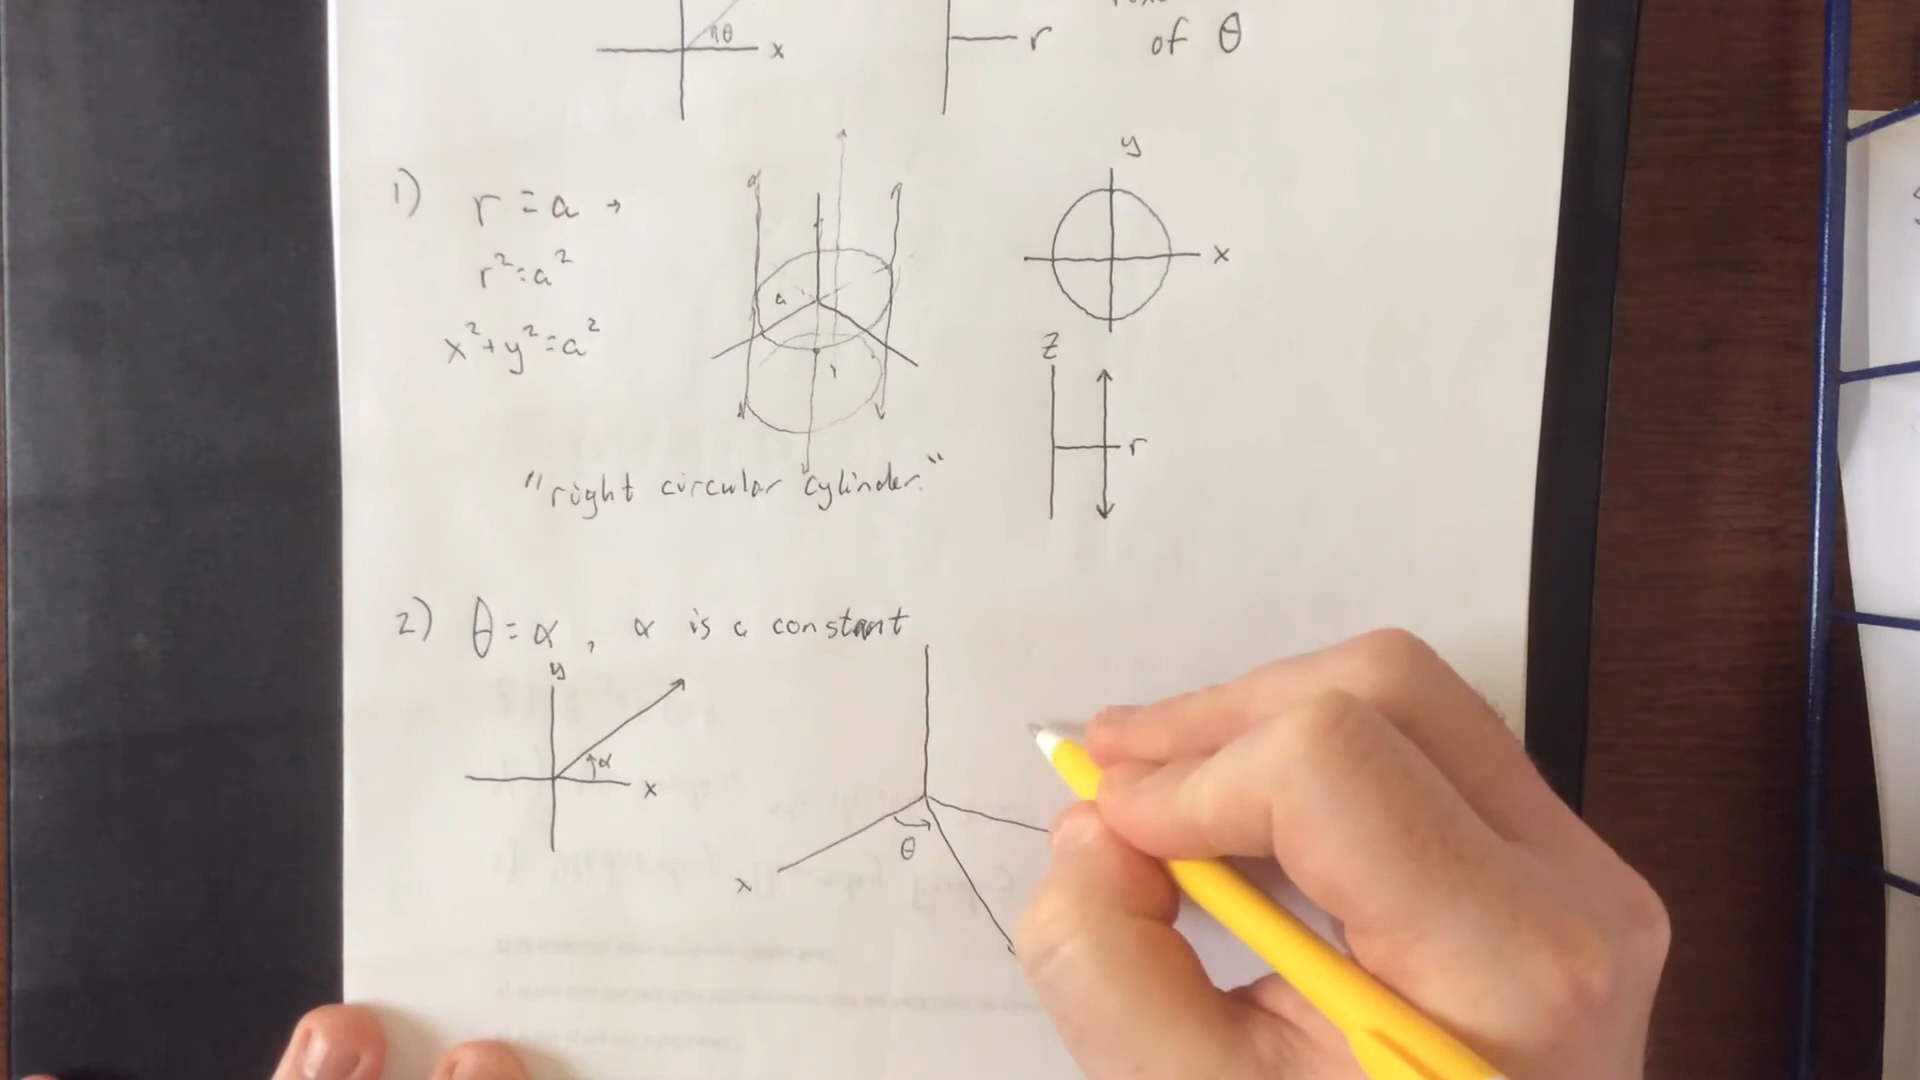 θ x
r
of θ
1) r = a →
r² = a²
x² + y² = a²
a
y
x
z
r
"right circular cylinder."
2) θ = α , α is a constant
y
α
x
θ
x